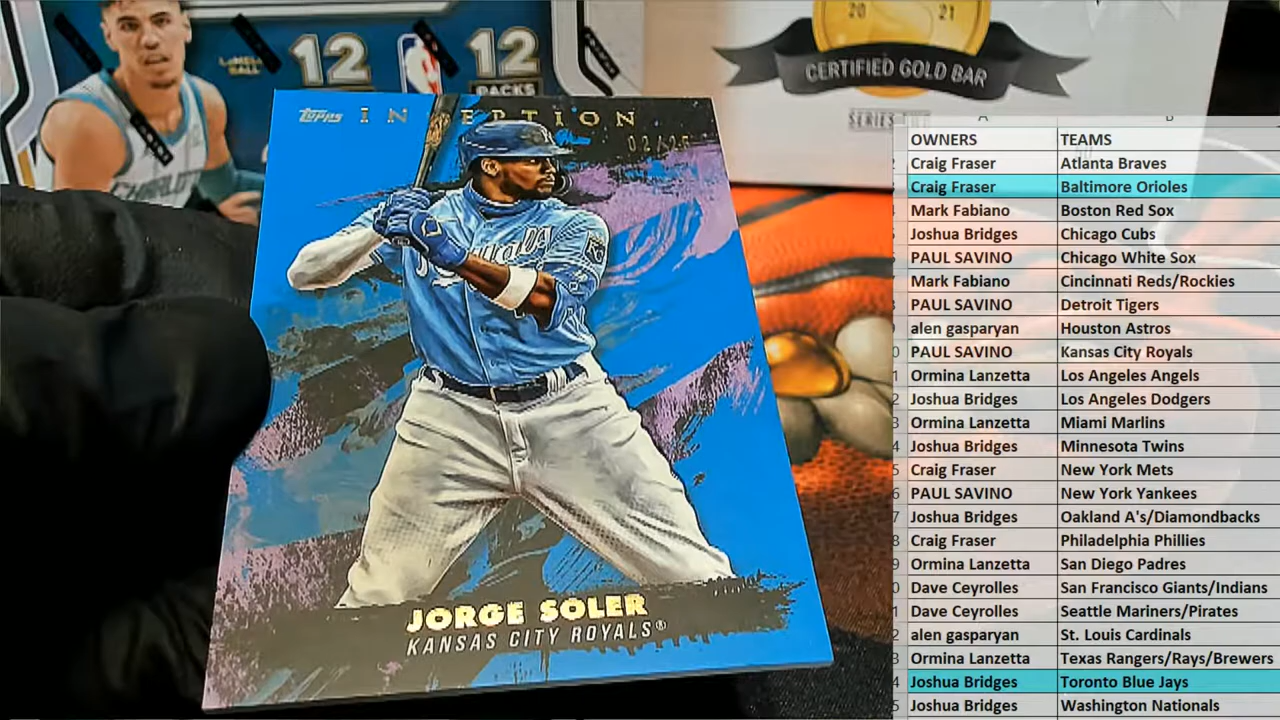 12
12
PACKS
20 21
CERTIFIED GOLD BAR
SERIES
CHARLOTTE
TOPPS INCEPTION
02/25
Royals
JORGE SOLER
KANSAS CITY ROYALS®
OWNERS TEAMS
Craig Fraser Atlanta Braves
Craig Fraser Baltimore Orioles
Mark Fabiano Boston Red Sox
Joshua Bridges Chicago Cubs
PAUL SAVINO Chicago White Sox
Mark Fabiano Cincinnati Reds/Rockies
PAUL SAVINO Detroit Tigers
alen gasparyan Houston Astros
PAUL SAVINO Kansas City Royals
Ormina Lanzetta Los Angeles Angels
Joshua Bridges Los Angeles Dodgers
Ormina Lanzetta Miami Marlins
Joshua Bridges Minnesota Twins
Craig Fraser New York Mets
PAUL SAVINO New York Yankees
Joshua Bridges Oakland A's/Diamondbacks
Craig Fraser Philadelphia Phillies
Ormina Lanzetta San Diego Padres
Dave Ceyrolles San Francisco Giants/Indians
Dave Ceyrolles Seattle Mariners/Pirates
alen gasparyan St. Louis Cardinals
Ormina Lanzetta Texas Rangers/Rays/Brewers
Joshua Bridges Toronto Blue Jays
Joshua Bridges Washington Nationals